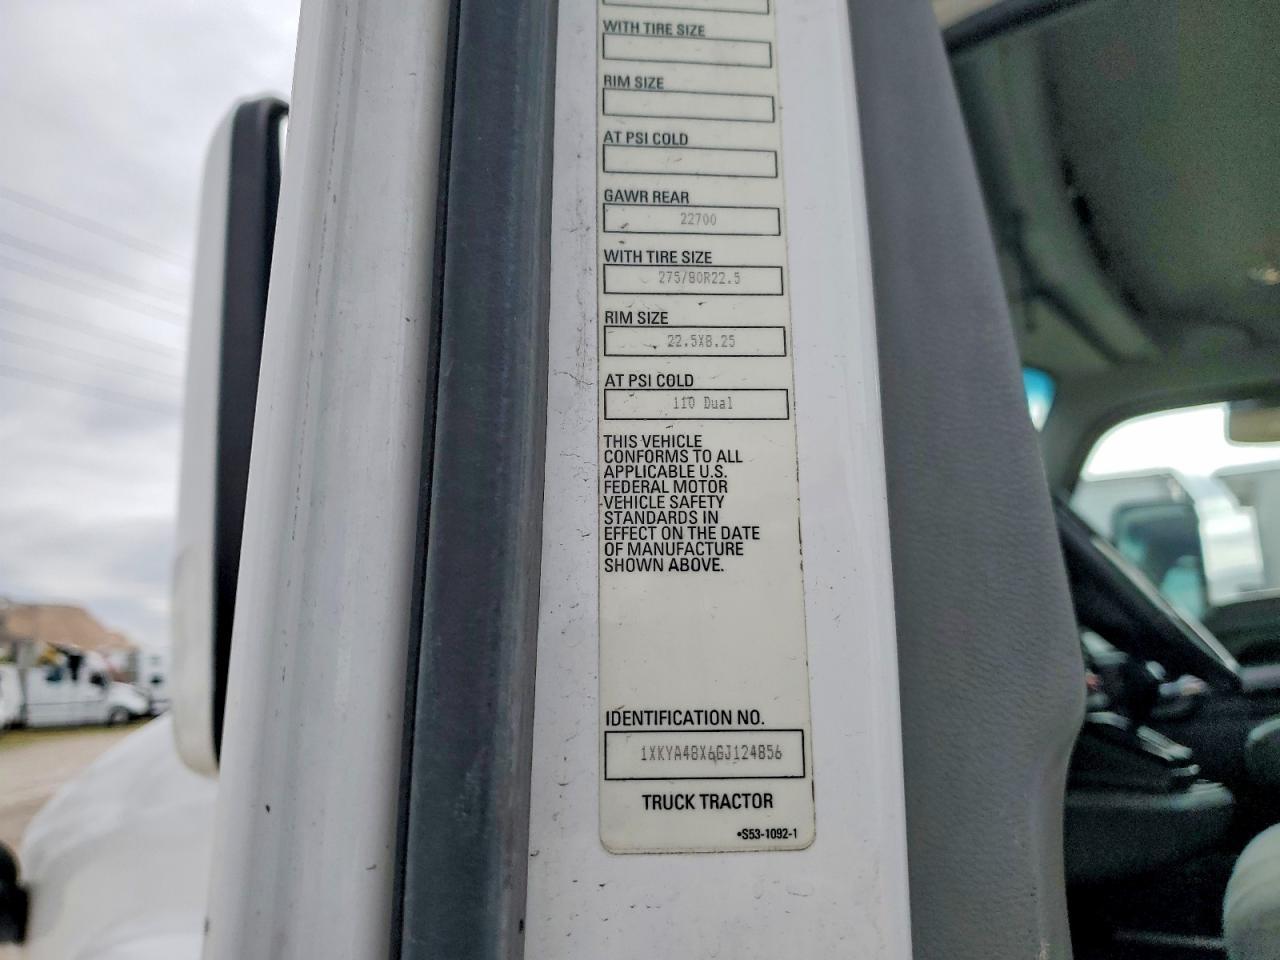 WITH TIRE SIZE
RIM SIZE
AT PSI COLD
GAWR REAR
22700
WITH TIRE SIZE
275/80R22.5
RIM SIZE
22.5X8.25
AT PSI COLD
110 Dual
THIS VEHICLE
CONFORMS TO ALL
APPLICABLE U.S.
FEDERAL MOTOR
VEHICLE SAFETY
STANDARDS IN
EFFECT ON THE DATE
OF MANUFACTURE
SHOWN ABOVE.
IDENTIFICATION NO.
1XKYA48X6GJ124856
TRUCK TRACTOR
•S53-1092-1